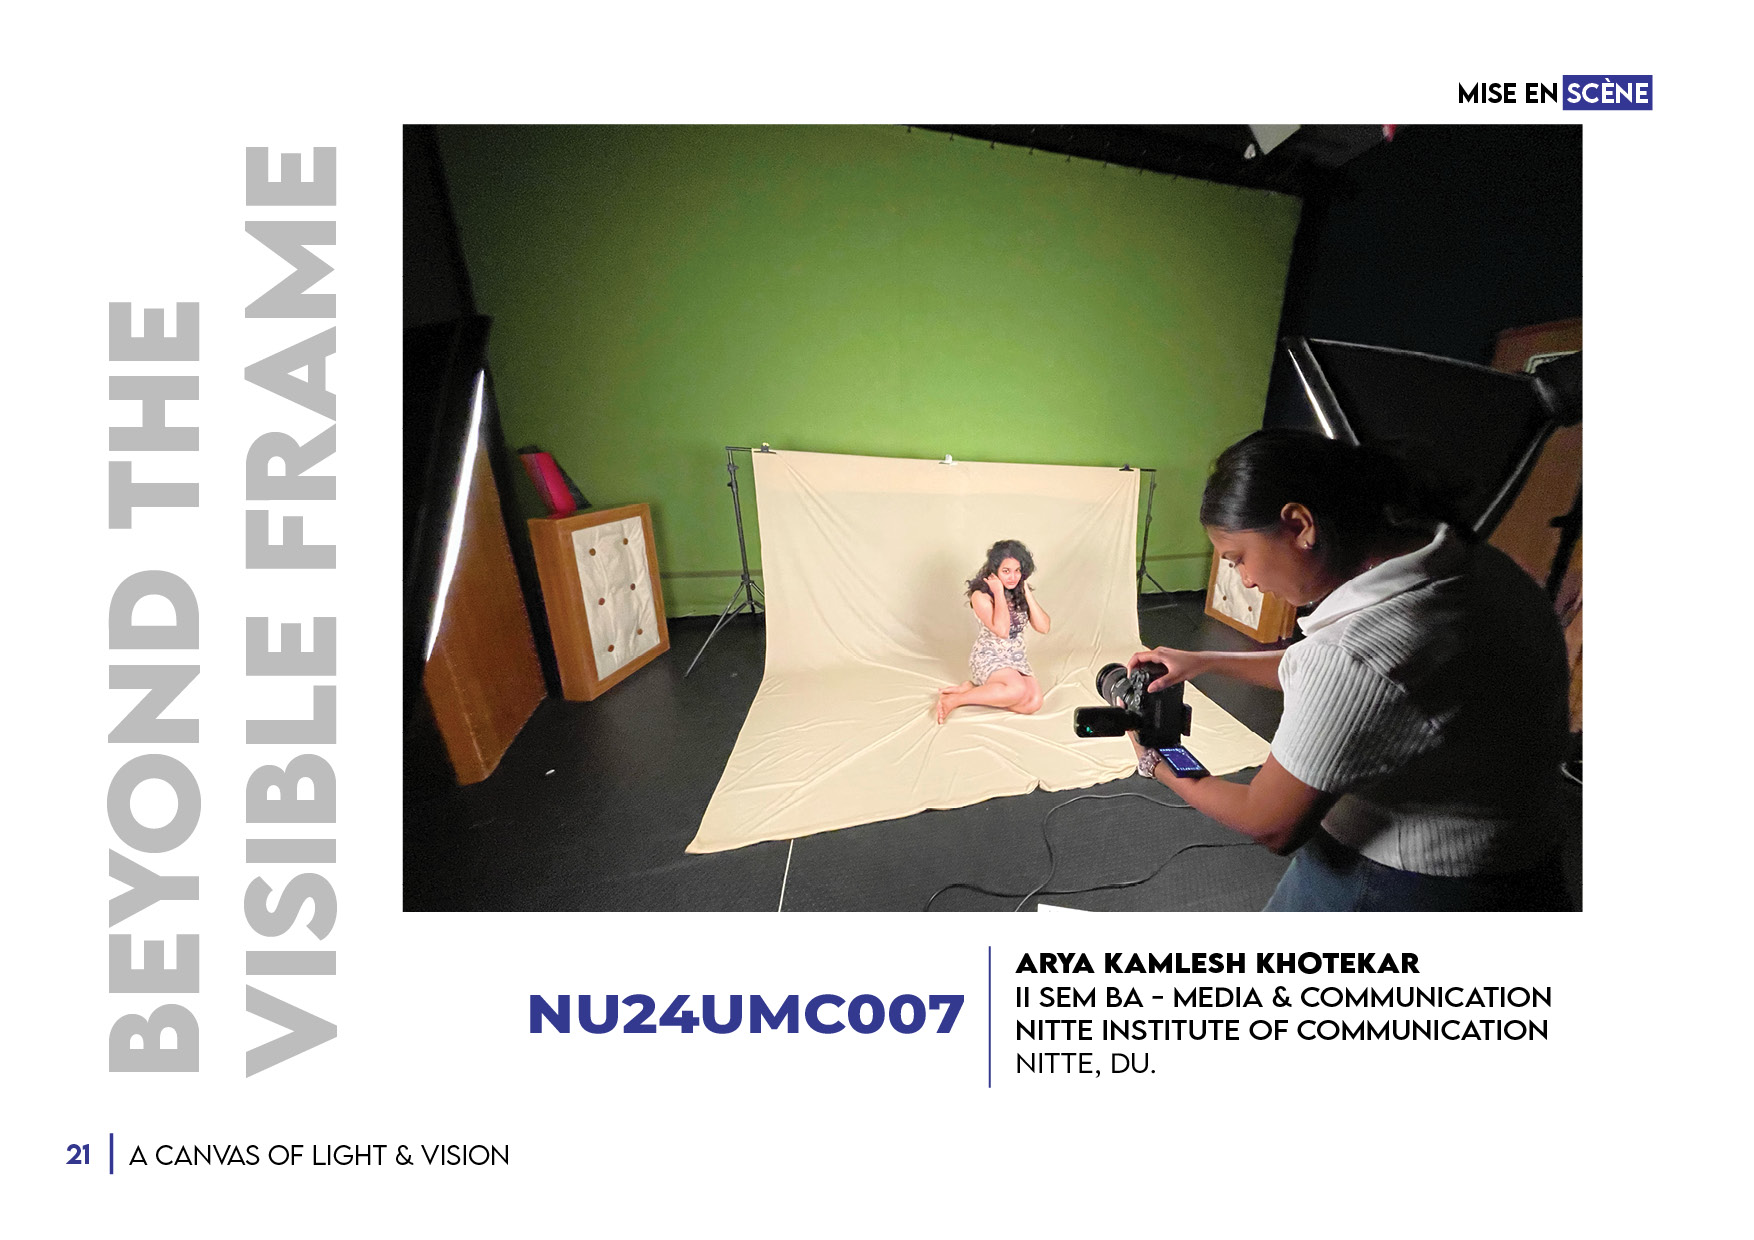 MISE EN SCÈNE
BEYOND THE
VISIBLE FRAME
NU24UMC007
ARYA KAMLESH KHOTEKAR
II SEM BA - MEDIA & COMMUNICATION
NITTE INSTITUTE OF COMMUNICATION
NITTE, DU.
21 | A CANVAS OF LIGHT & VISION